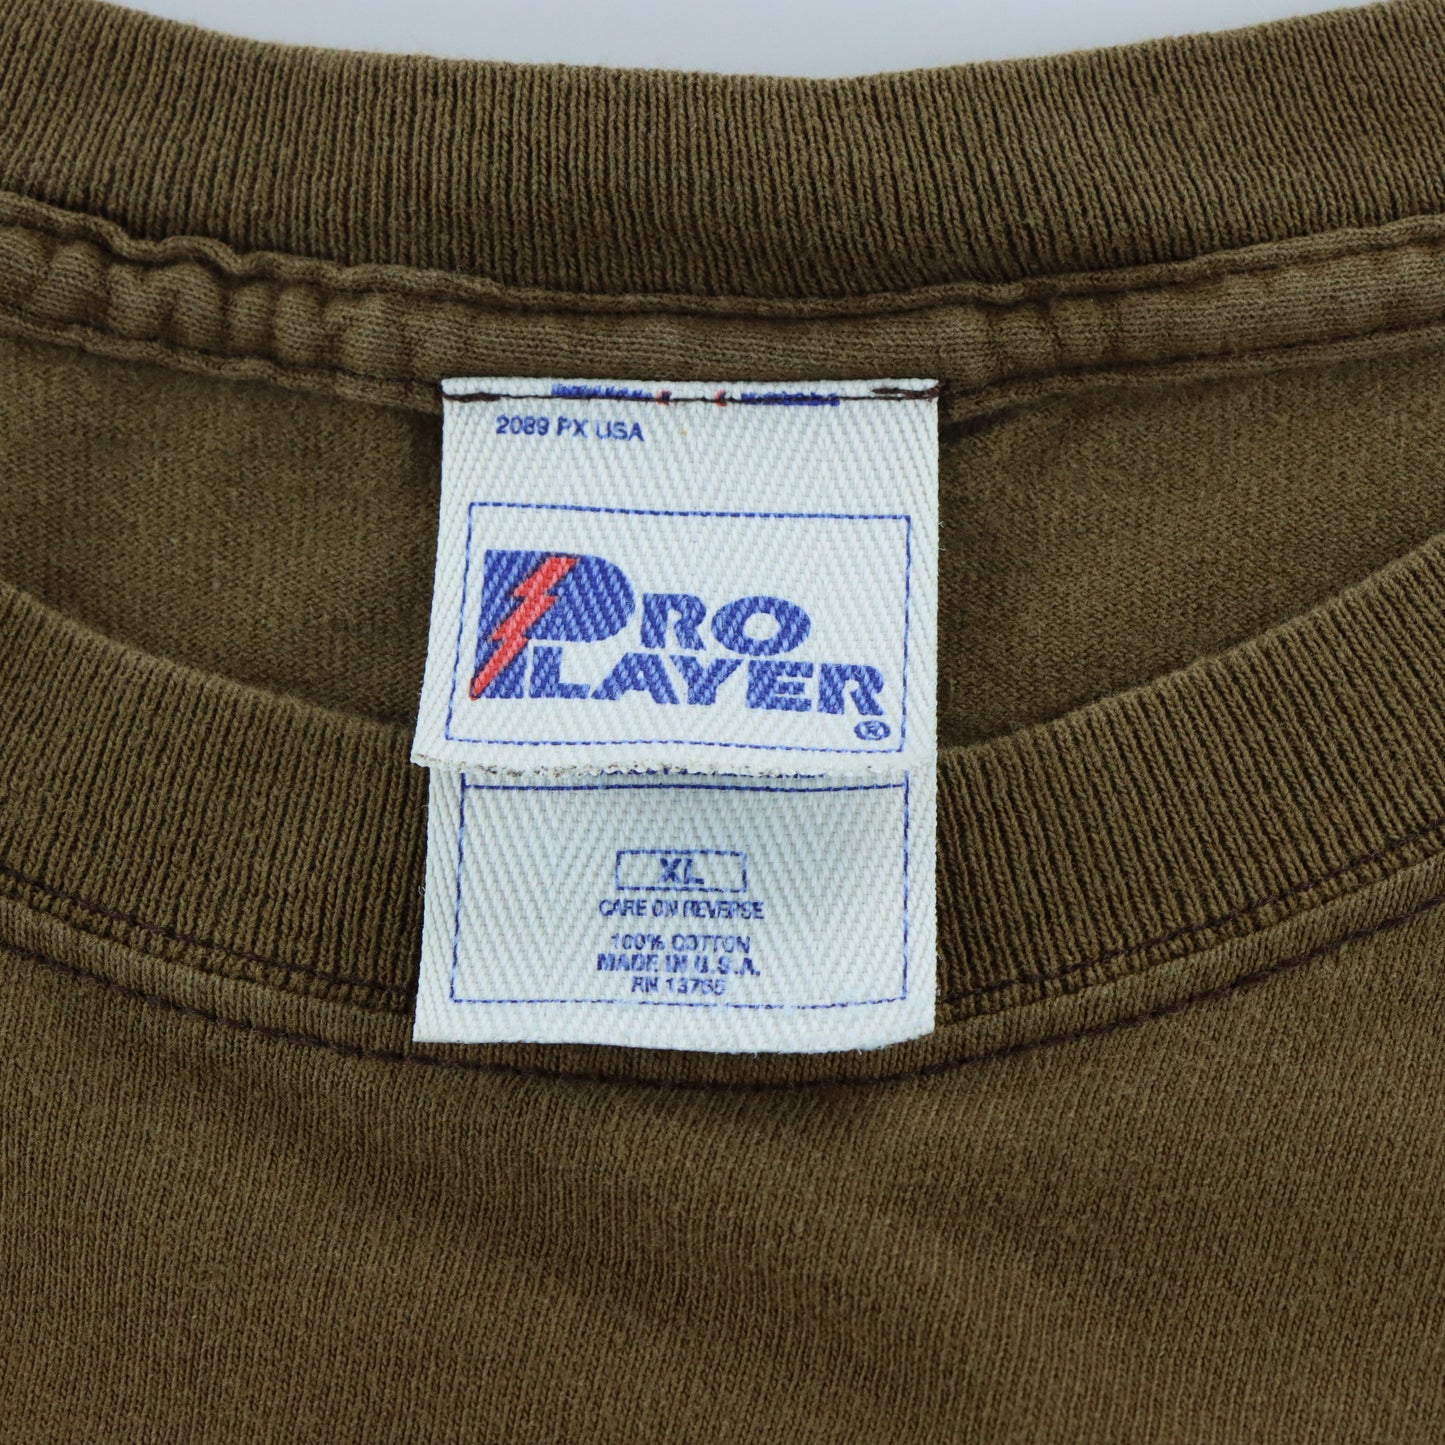 2089 PX USA
PRO
PLAYER®
XL
CARE ON REVERSE
100% COTTON
MADE IN U.S.A.
RN 13765